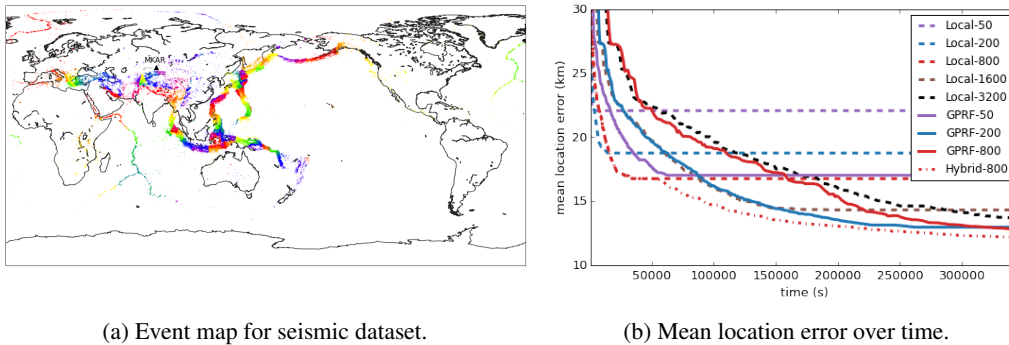 MKAR
30
25
20
15
10
mean location error (km)
50000 100000 150000 200000 250000 300000
time (s)
Local-50
Local-200
Local-800
Local-1600
Local-3200
GPRF-50
GPRF-200
GPRF-800
Hybrid-800
(a) Event map for seismic dataset.
(b) Mean location error over time.